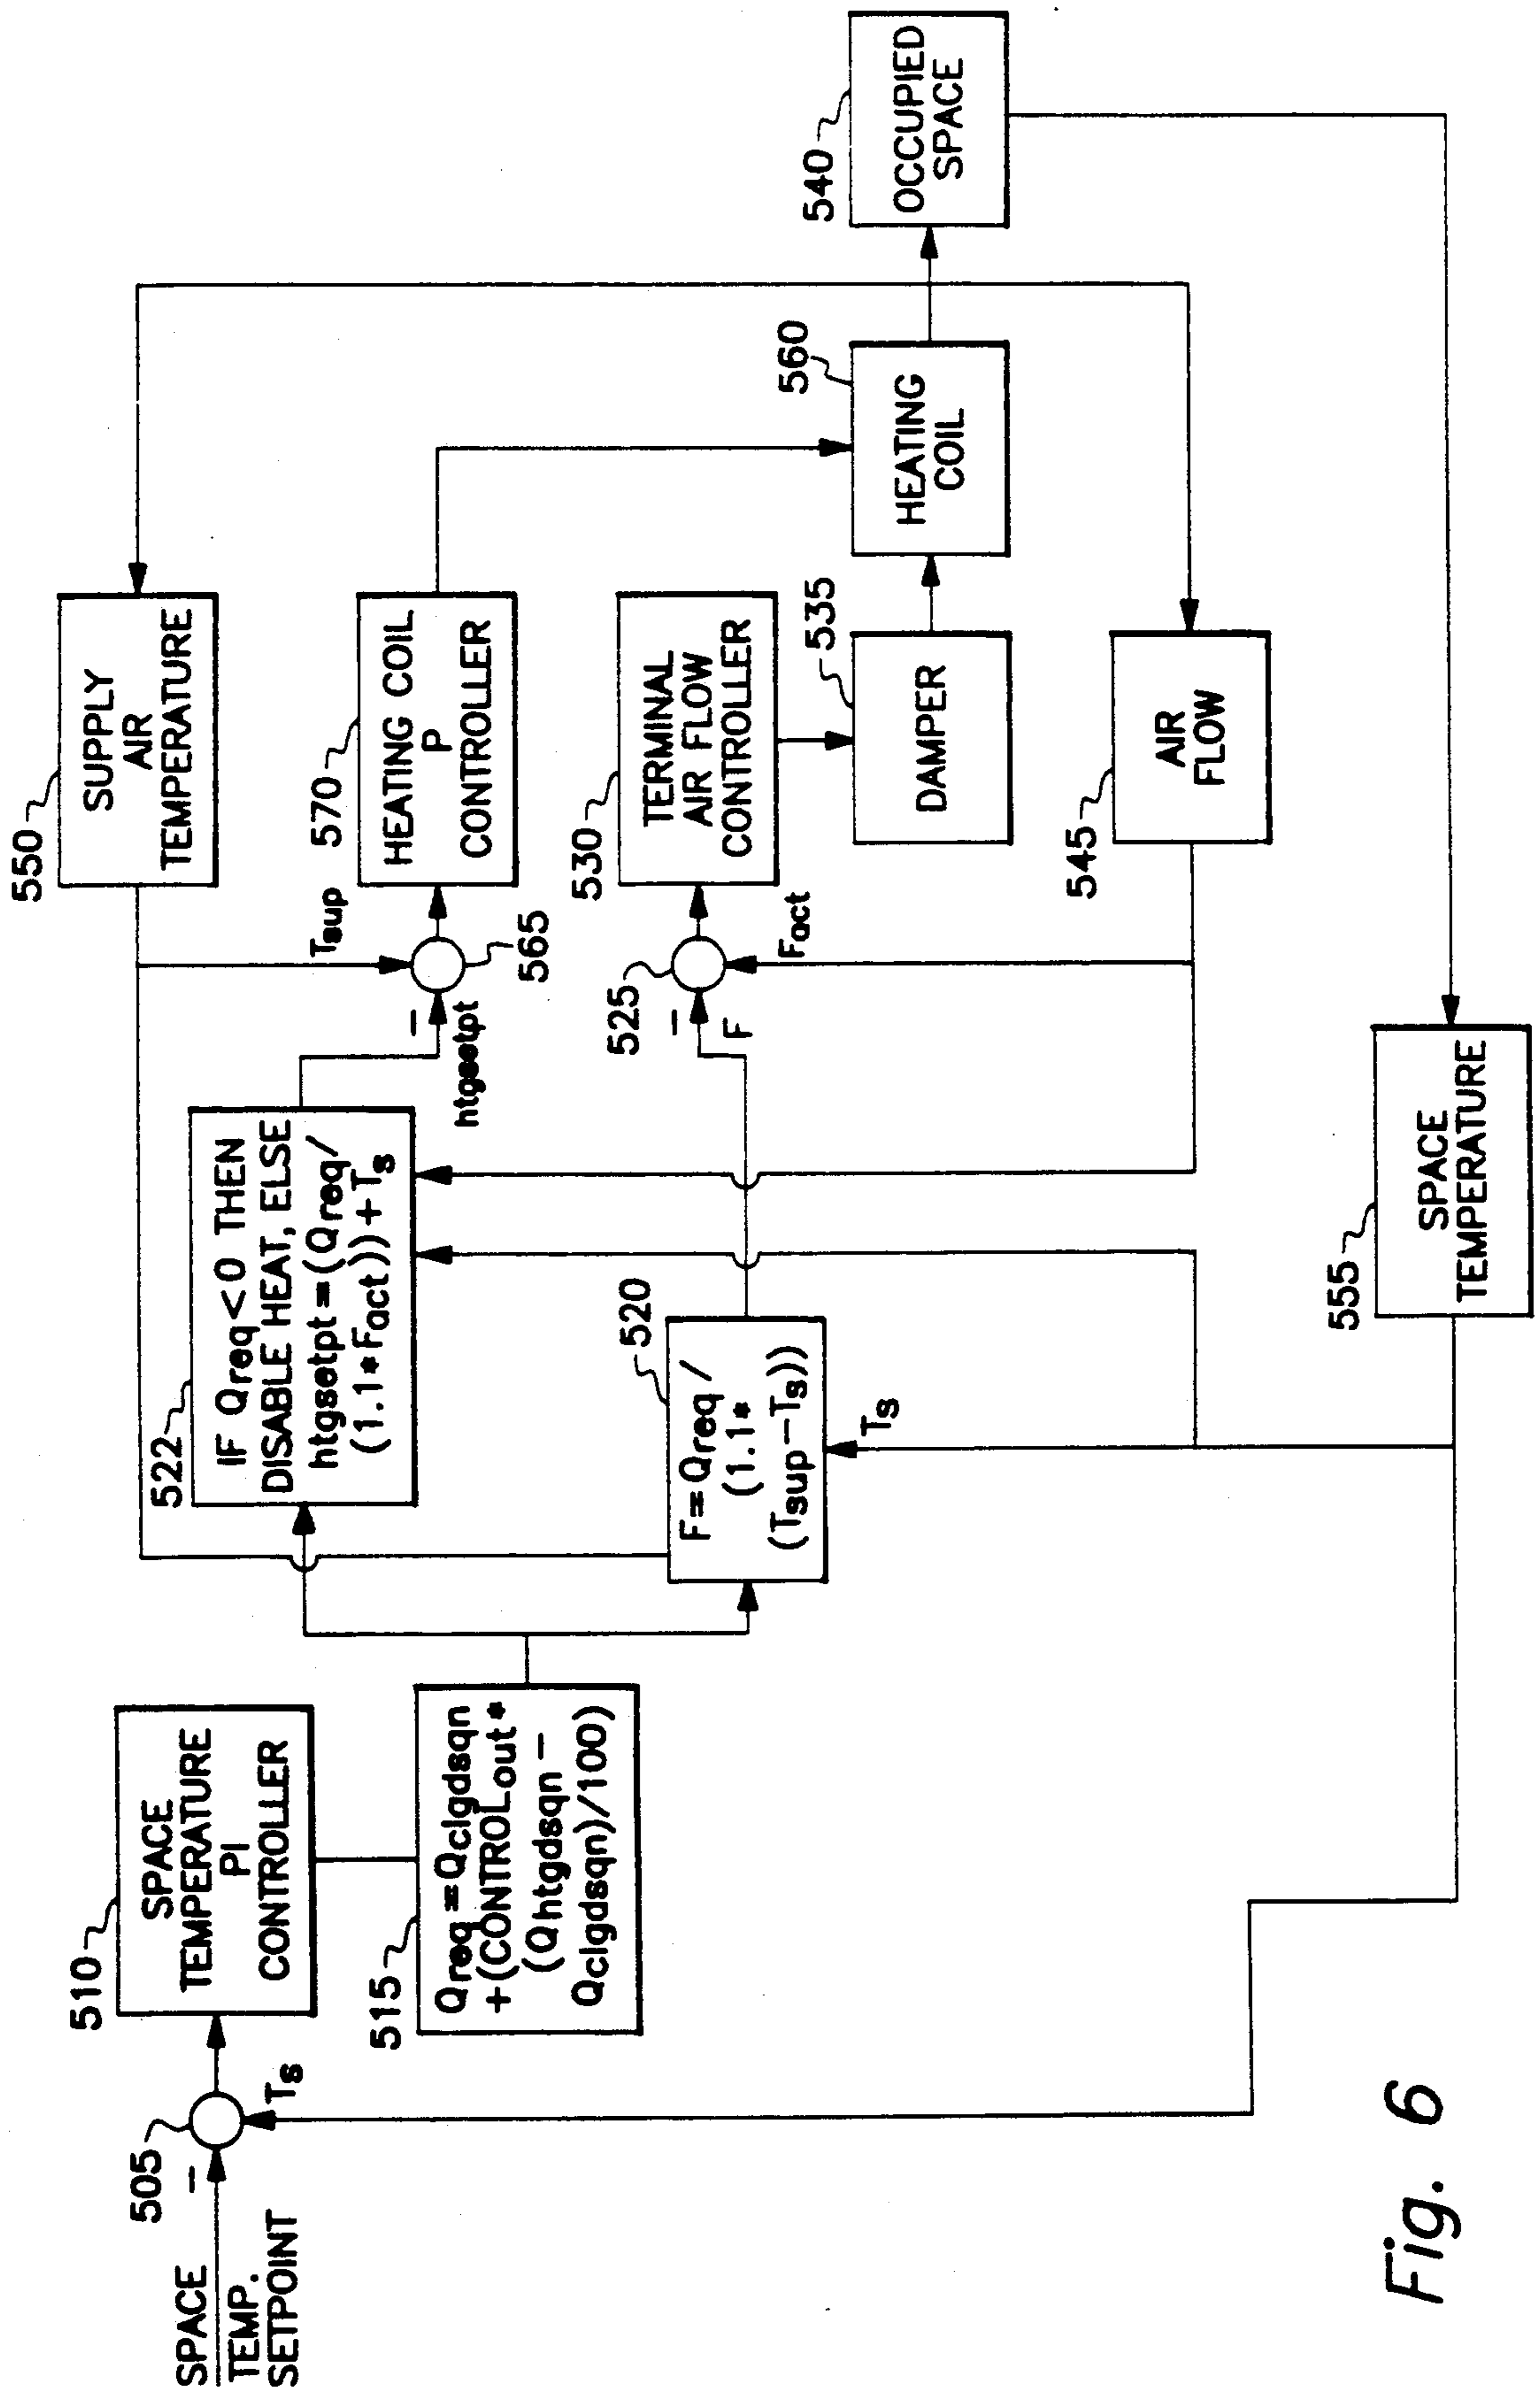 550
SUPPLY
AIR
TEMPERATURE
522
IF Qreq<0 THEN
DISABLE HEAT, ELSE
htgsetpt=(Qreq/
(1.1*Fact))+Ts
Tsup
570
HEATING COIL
P
CONTROLLER
510
SPACE
TEMPERATURE
PI
CONTROLLER
505
SPACE
TEMP.
SETPOINT
–
Ts
–
htgsetpt
565
515
Qreq=Qclgdsqn
+(CONTROLout*
(Qhtgdsqn–
Qclgdsqn)/100)
520
F=Qreq/
(1.1*
(Tsup–Ts))
Ts
525
–
F
Fact
530
TERMINAL
AIR FLOW
CONTROLLER
535
DAMPER
560
HEATING
COIL
540
OCCUPIED
SPACE
545
AIR
FLOW
555
SPACE
TEMPERATURE
Fig. 6